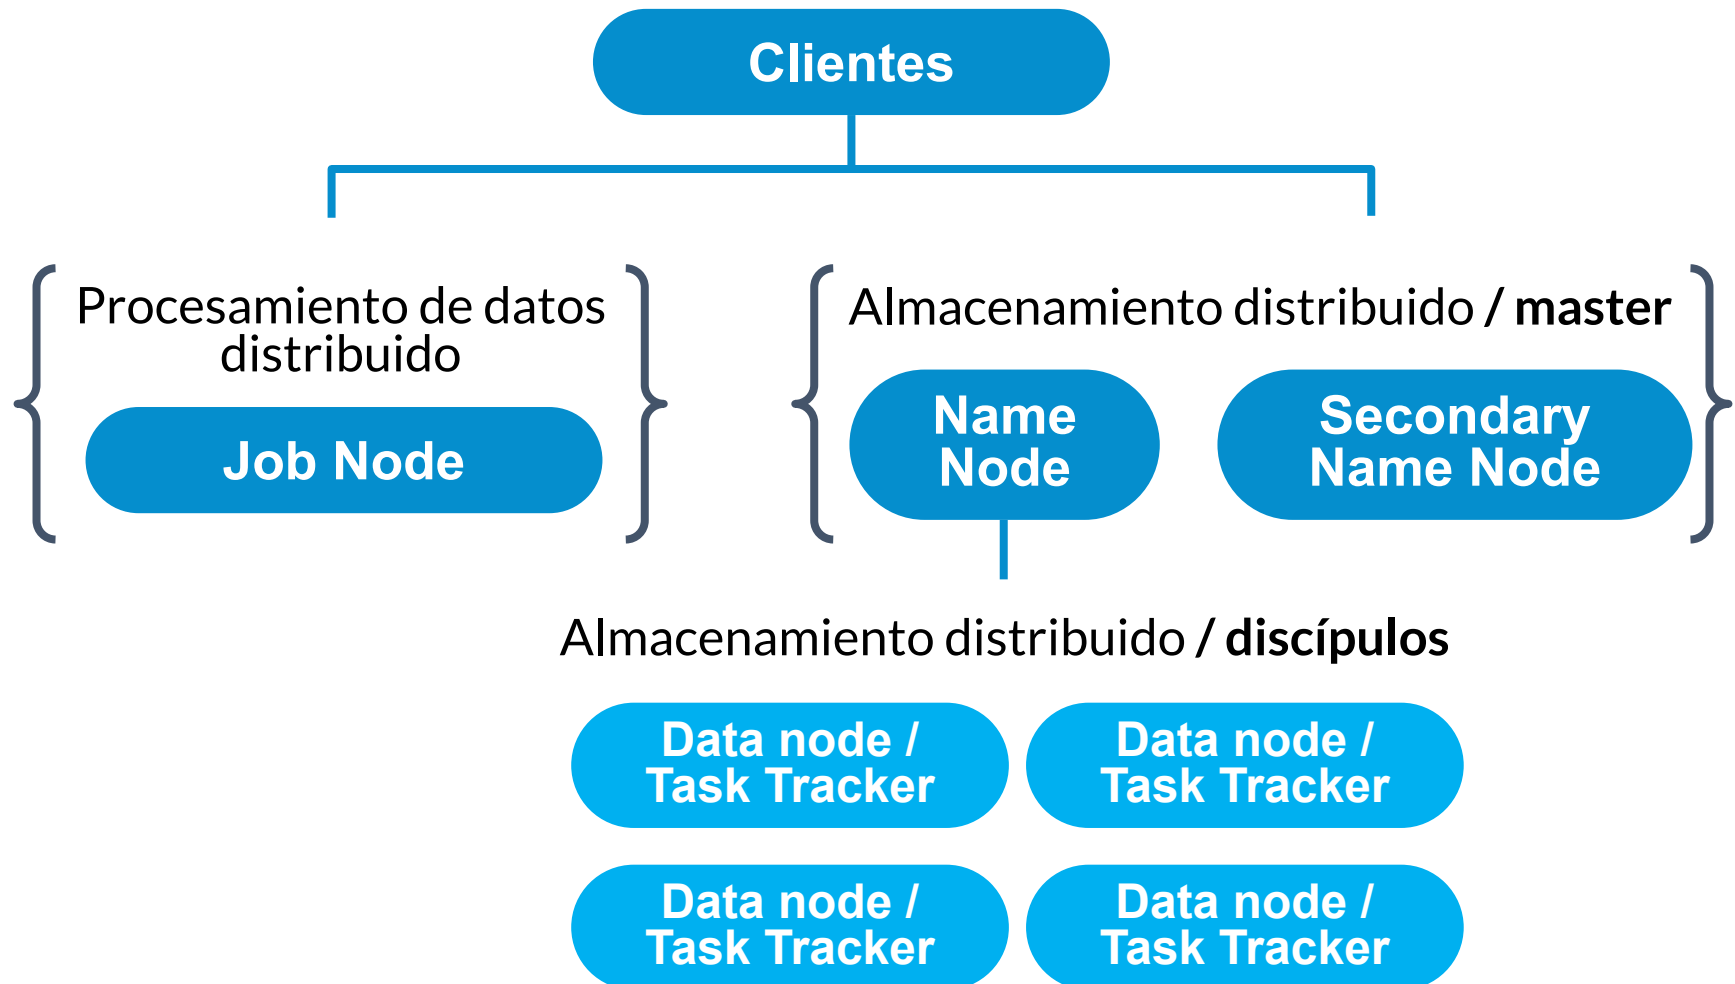 Clientes
Procesamiento de datos
distribuido
Job Node
Almacenamiento distribuido / master
Name
Node
Secondary
Name Node
Almacenamiento distribuido / discípulos
Data node /
Task Tracker
Data node /
Task Tracker
Data node /
Task Tracker
Data node /
Task Tracker